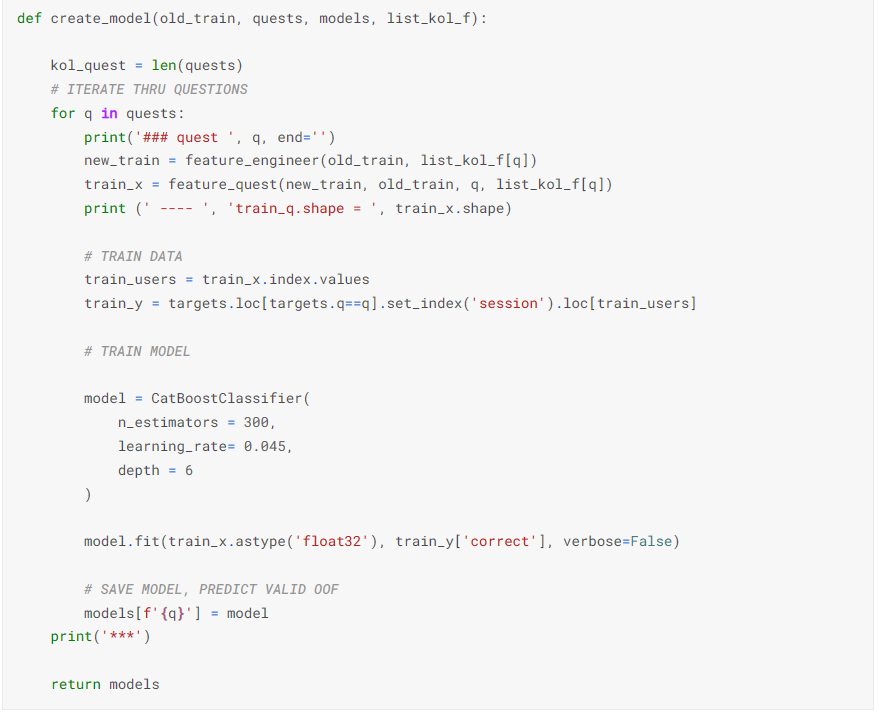 def create_model(old_train, quests, models, list_kol_f):
    kol_quest = len(quests)
    # ITERATE THRU QUESTIONS
    for q in quests:
        print('### quest ', q, end='')
        new_train = feature_engineer(old_train, list_kol_f[q])
        train_x = feature_quest(new_train, old_train, q, list_kol_f[q])
        print (' ---- ', 'train_q.shape = ', train_x.shape)
        # TRAIN DATA
        train_users = train_x.index.values
        train_y = targets.loc[targets.q==q].set_index('session').loc[train_users]
        # TRAIN MODEL
        model = CatBoostClassifier(
            n_estimators = 300,
            learning_rate= 0.045,
            depth = 6
        )
        model.fit(train_x.astype('float32'), train_y['correct'], verbose=False)
        # SAVE MODEL, PREDICT VALID OOF
        models[f'{q}'] = model
    print('***')
    return models